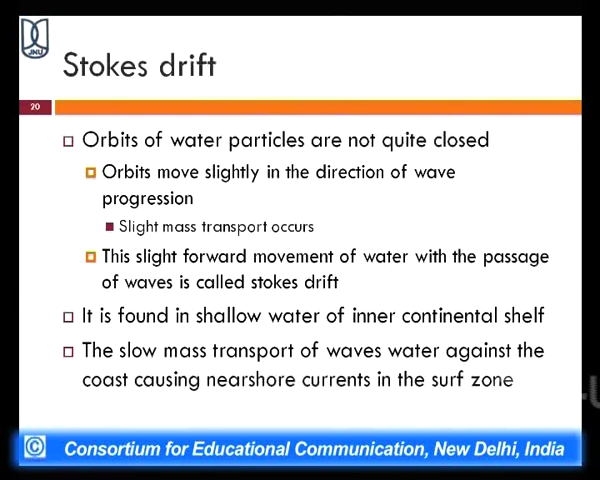 JNU
Stokes drift
20
Orbits of water particles are not quite closed
Orbits move slightly in the direction of wave
progression
Slight mass transport occurs
This slight forward movement of water with the passage
of waves is called stokes drift
It is found in shallow water of inner continental shelf
The slow mass transport of waves water against the
coast causing nearshore currents in the surf zone
© Consortium for Educational Communication, New Delhi, India